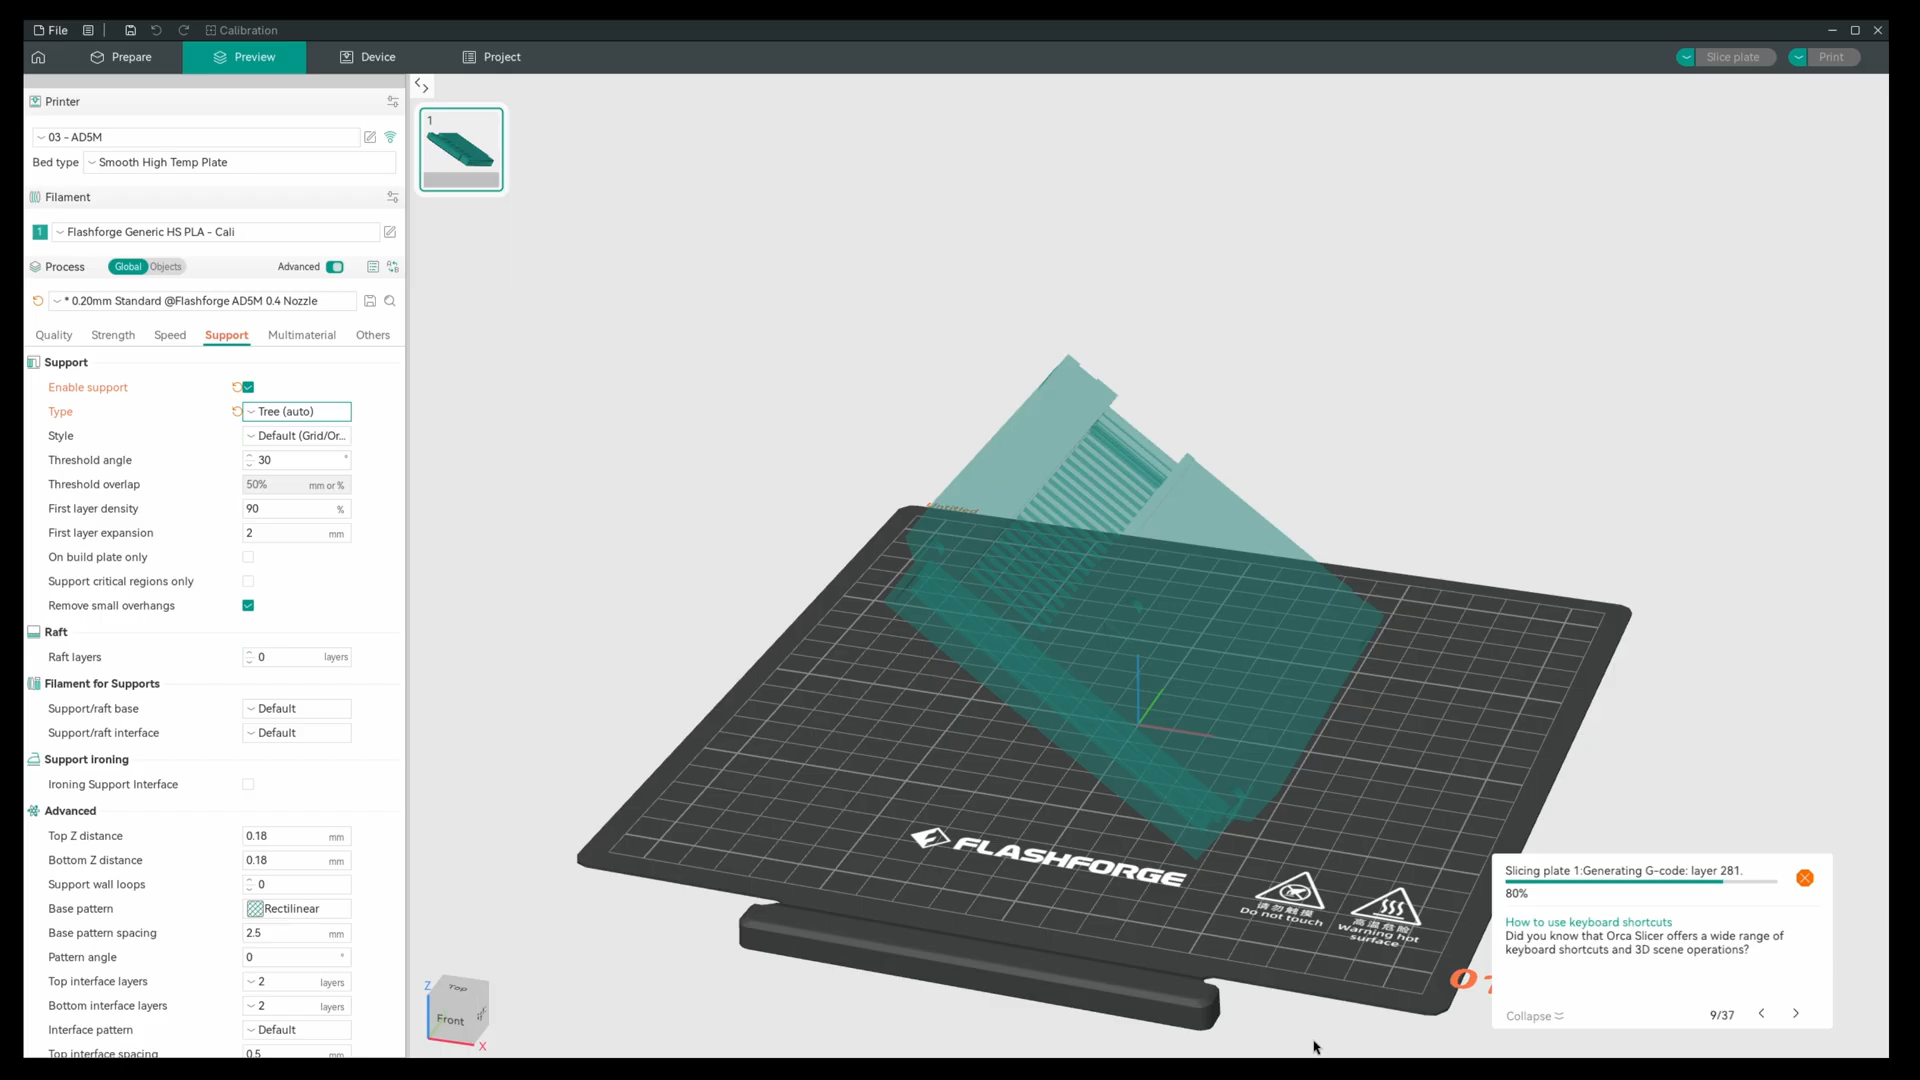 File
Calibration
Prepare
Preview
Device
Project
Slice plate
Print
Printer
03 - AD5M
Bed type
Smooth High Temp Plate
Filament
1
Flashforge Generic HS PLA - Cali
Process
Global
Objects
Advanced
* 0.20mm Standard @Flashforge AD5M 0.4 Nozzle
Quality
Strength
Speed
Support
Multimaterial
Others
Support
Enable support
Type
Tree (auto)
Style
Default (Grid/Or...
Threshold angle
30
°
Threshold overlap
50%
mm or %
First layer density
90
%
First layer expansion
2
mm
On build plate only
Support critical regions only
Remove small overhangs
Raft
Raft layers
0
layers
Filament for Supports
Support/raft base
Default
Support/raft interface
Default
Support ironing
Ironing Support Interface
Advanced
Top Z distance
0.18
mm
Bottom Z distance
0.18
mm
Support wall loops
0
Base pattern
Rectilinear
Base pattern spacing
2.5
mm
Pattern angle
0
°
Top interface layers
2
layers
Bottom interface layers
2
layers
Interface pattern
Default
Top interface spacing
0.5
mm
1
Untitled
FLASHFORGE
请勿触摸
Do not touch
高温危险
Warning hot
surface
Top
Front
Z
X
Slicing plate 1:Generating G-code: layer 281.
80%
How to use keyboard shortcuts
Did you know that Orca Slicer offers a wide range of
keyboard shortcuts and 3D scene operations?
Collapse
9/37